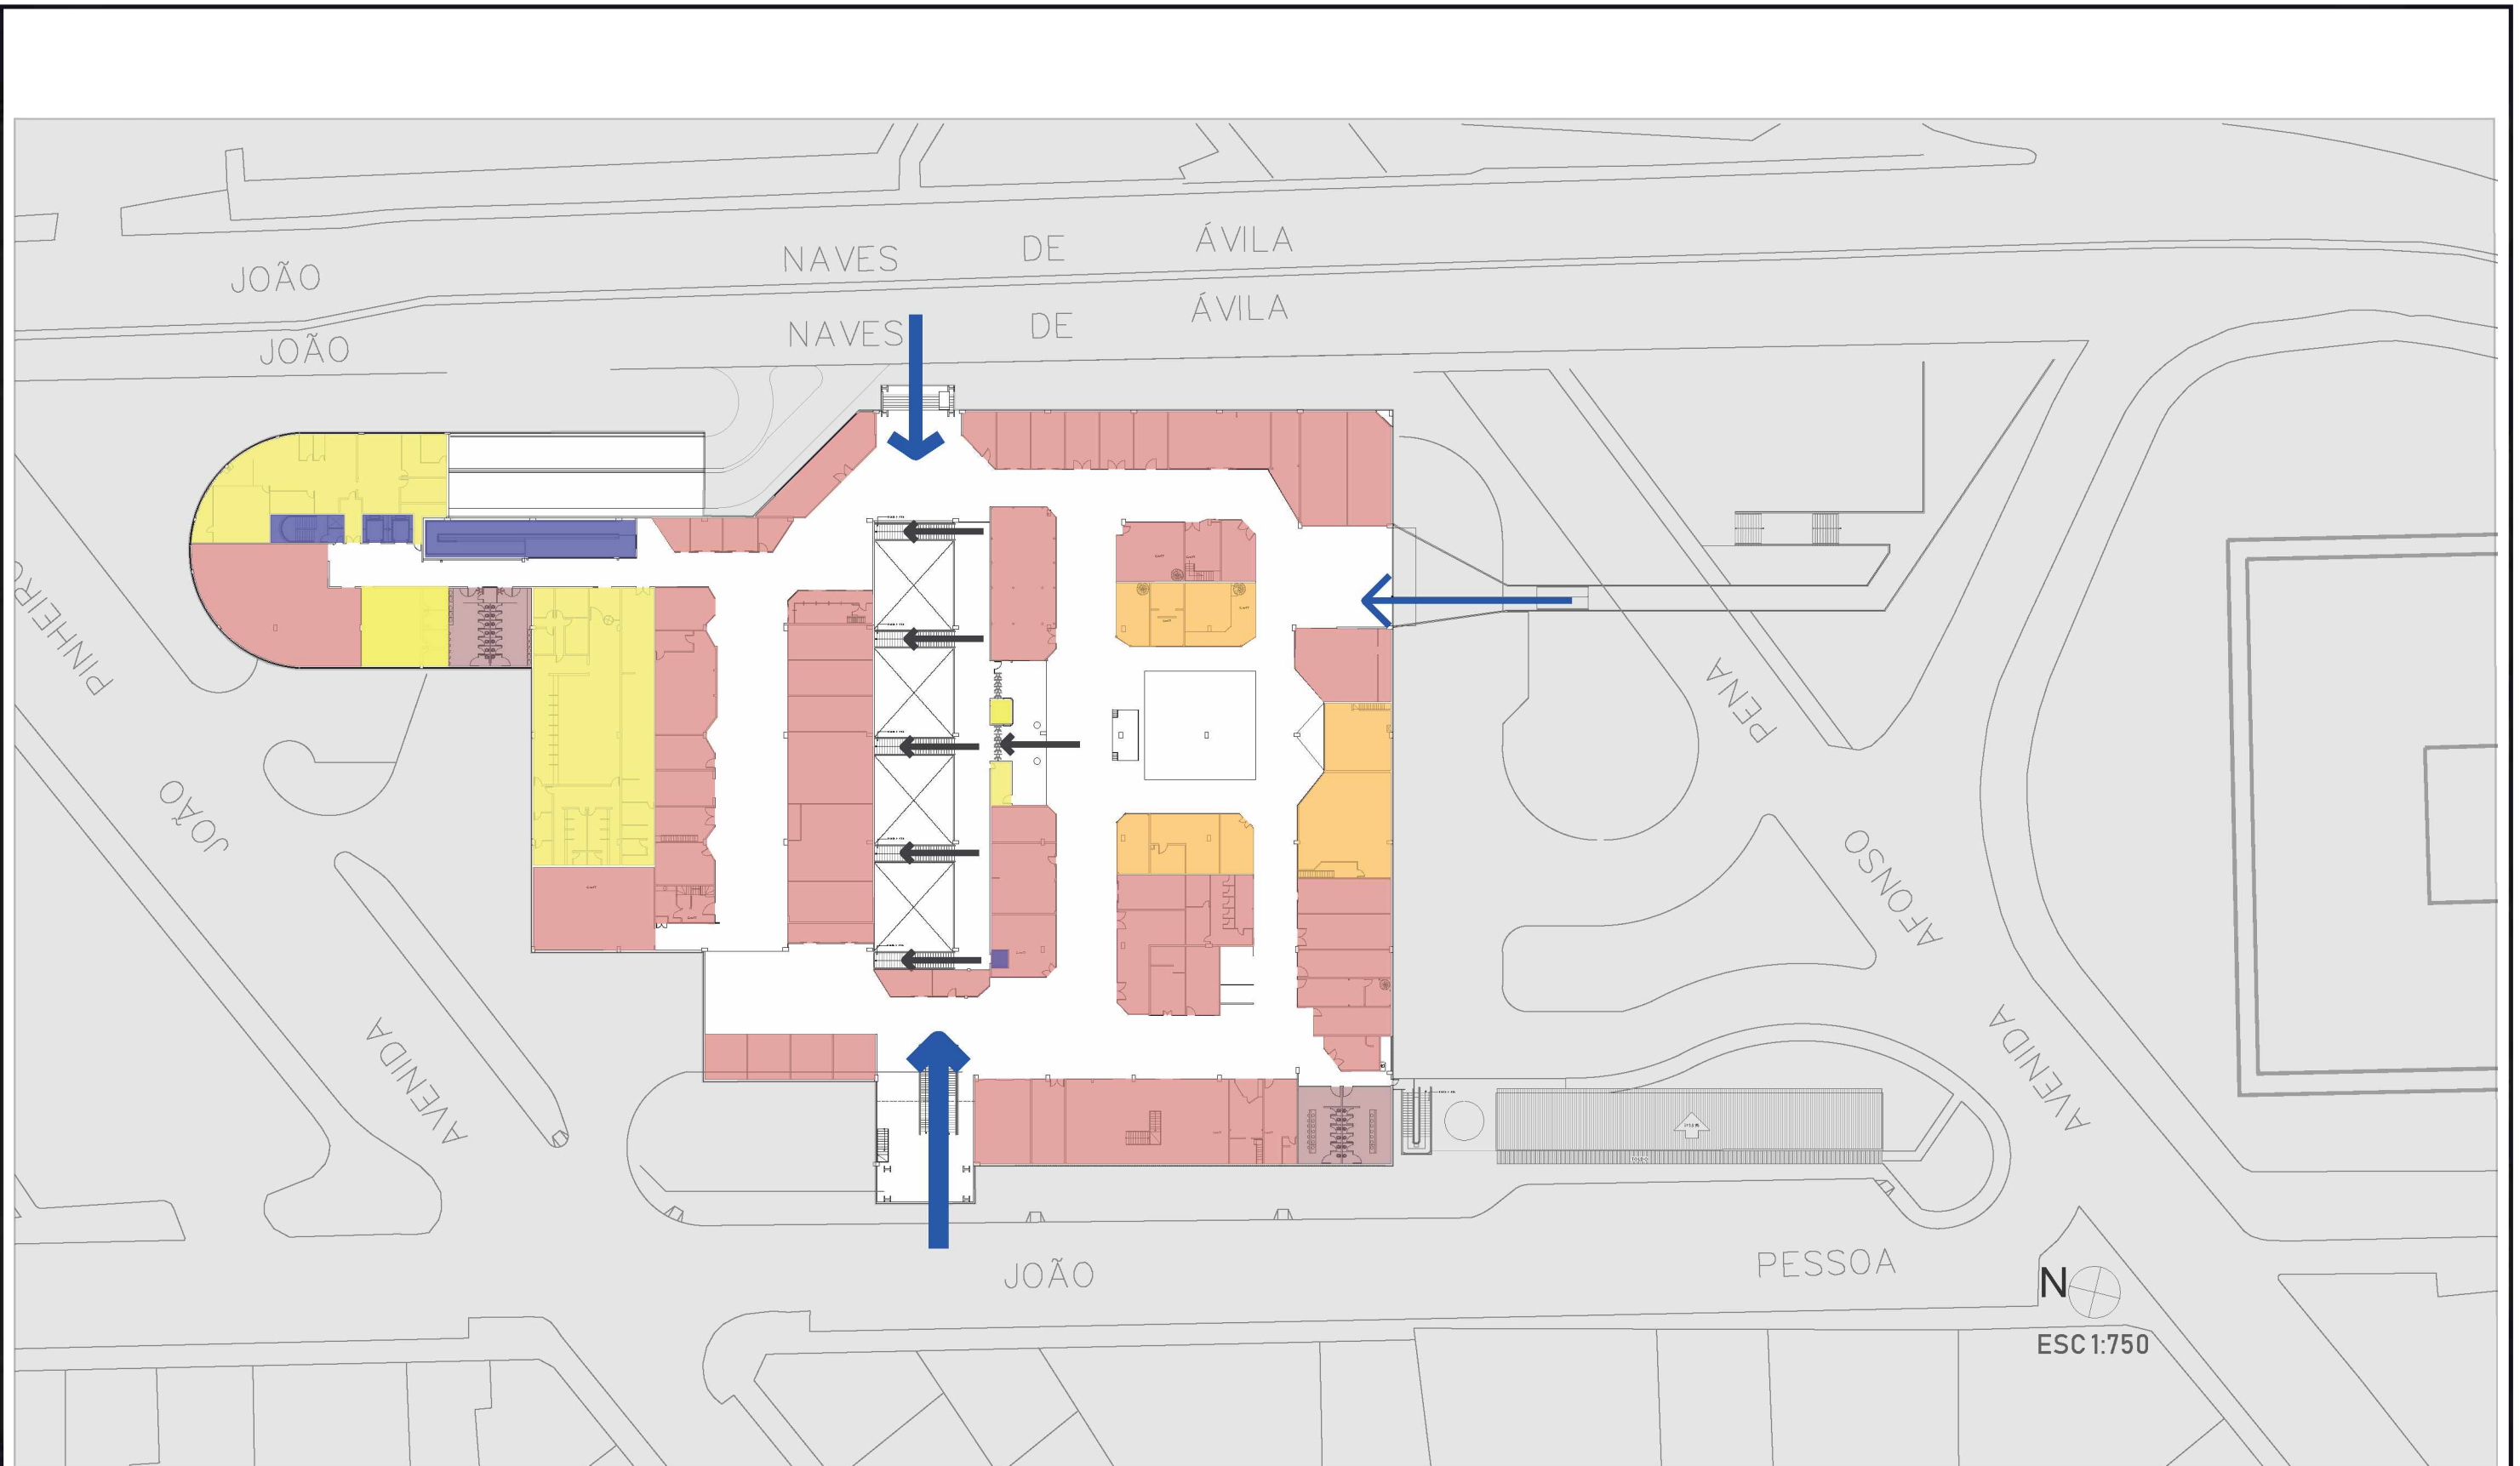 JOÃO NAVES DE ÁVILA
JOÃO NAVES DE ÁVILA
PINHEIRO
JOÃO
AVENIDA
PENA
AFONSO
AVENIDA
JOÃO PESSOA
N
ESC 1:750